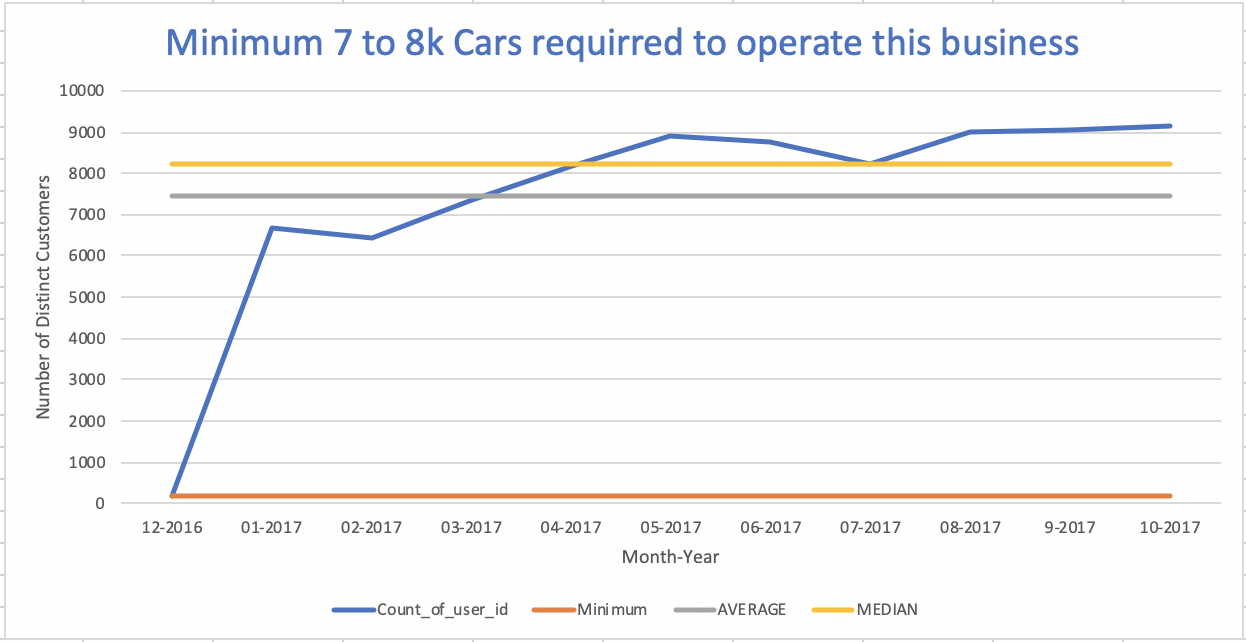 Minimum 7 to 8k Cars requirred to operate this business
10000
9000
8000
7000
6000
5000
4000
3000
2000
1000
0
Number of Distinct Customers
12-2016 01-2017 02-2017 03-2017 04-2017 05-2017 06-2017 07-2017 08-2017 9-2017 10-2017
Month-Year
Count_of_user_id Minimum AVERAGE MEDIAN